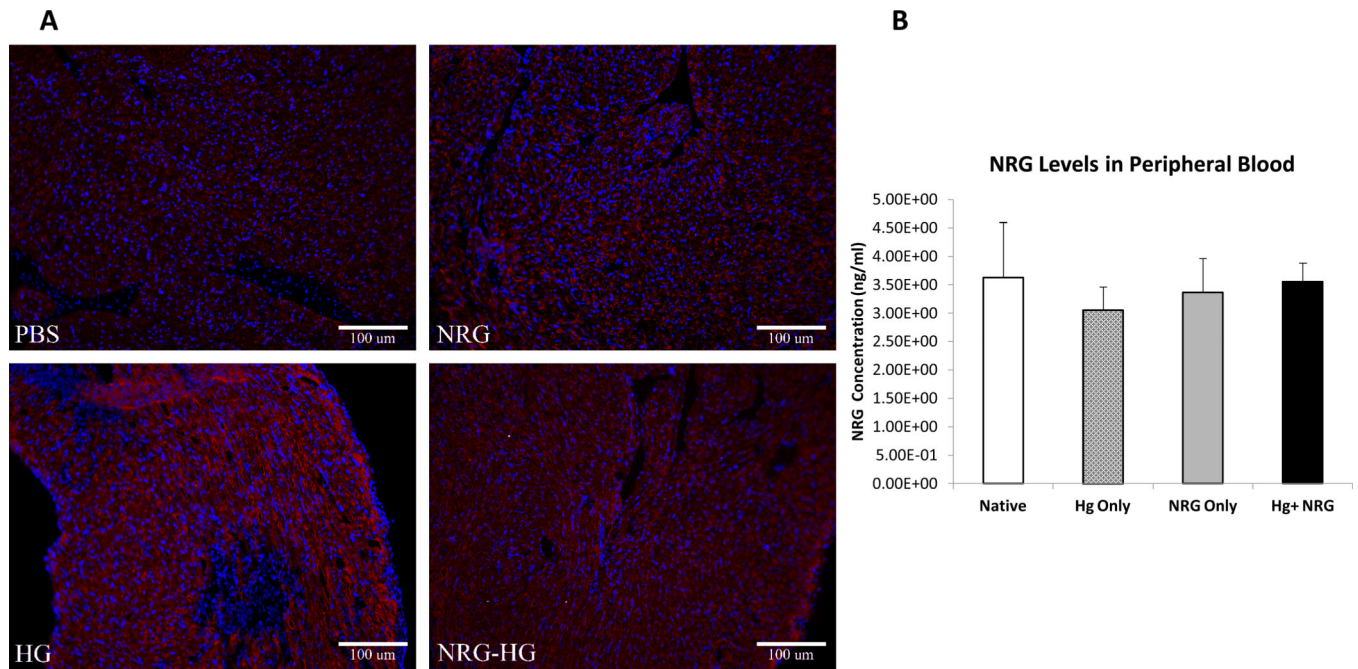 A
PBS
100 um
NRG
100 um
HG
100 um
NRG-HG
100 um
B
NRG Levels in Peripheral Blood
NRG Concentration (ng/ml)
5.00E+00
4.50E+00
4.00E+00
3.50E+00
3.00E+00
2.50E+00
2.00E+00
1.50E+00
1.00E+00
5.00E-01
0.00E+00
Native Hg Only NRG Only Hg+ NRG